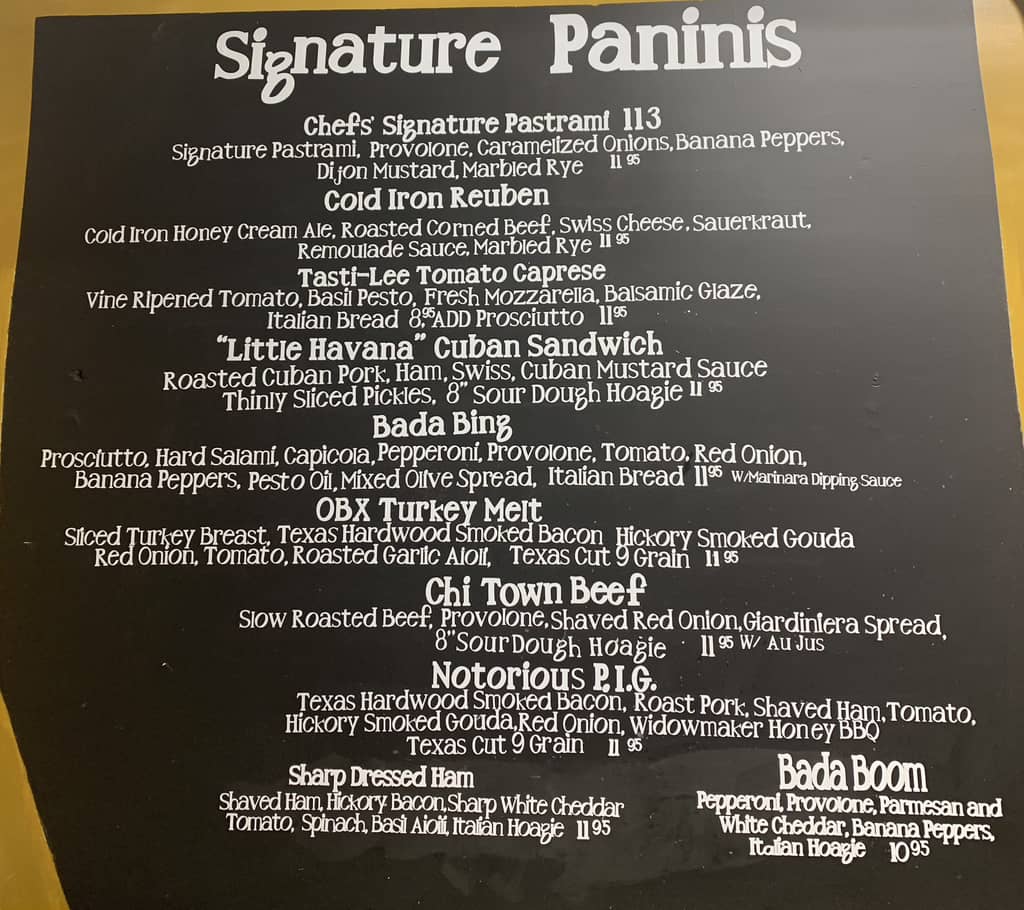 Signature Paninis
Chefs' Signature Pastrami 113
Signature Pastrami, Provolone, Caramelized Onions, Banana Peppers,
Dijon Mustard, Marbled Rye 11 95
Cold Iron Reuben
Cold Iron Honey Cream Ale, Roasted Corned Beef, Swiss Cheese, Sauerkraut,
Remoulade Sauce, Marbled Rye 11 95
Tasti-Lee Tomato Caprese
Vine Ripened Tomato, Basil Pesto, Fresh Mozzarella, Balsamic Glaze,
Italian Bread 8,95 ADD Prosciutto 11 95
"Little Havana" Cuban Sandwich
Roasted Cuban Pork, Ham, Swiss, Cuban Mustard Sauce
Thinly Sliced Pickles, 8" Sour Dough Hoagie 11 95
Bada Bing
Prosciutto, Hard Salami, Capicola, Pepperoni, Provolone, Tomato, Red Onion,
Banana Peppers, Pesto Oil, Mixed Olive Spread, Italian Bread 11 95 W/Marinara Dipping Sauce
OBX Turkey Melt
Sliced Turkey Breast, Texas Hardwood Smoked Bacon Hickory Smoked Gouda
Red Onion, Tomato, Roasted Garlic Aioli, Texas Cut 9 Grain 11 95
Chi Town Beef
Slow Roasted Beef, Provolone, Shaved Red Onion, Giardiniera Spread,
8" Sour Dough Hoagie 11 95 W/ Au Jus
Notorious P.I.G.
Texas Hardwood Smoked Bacon, Roast Pork, Shaved Ham, Tomato,
Hickory Smoked Gouda, Red Onion, Widowmaker Honey BBQ
Texas Cut 9 Grain 11 95
Sharp Dressed Ham
Shaved Ham, Hickory Bacon, Sharp White Cheddar
Tomato, Spinach, Basil Aioli, Italian Hoagie 11 95
Bada Boom
Pepperoni, Provolone, Parmesan and
White Cheddar, Banana Peppers,
Italian Hoagie 10 95